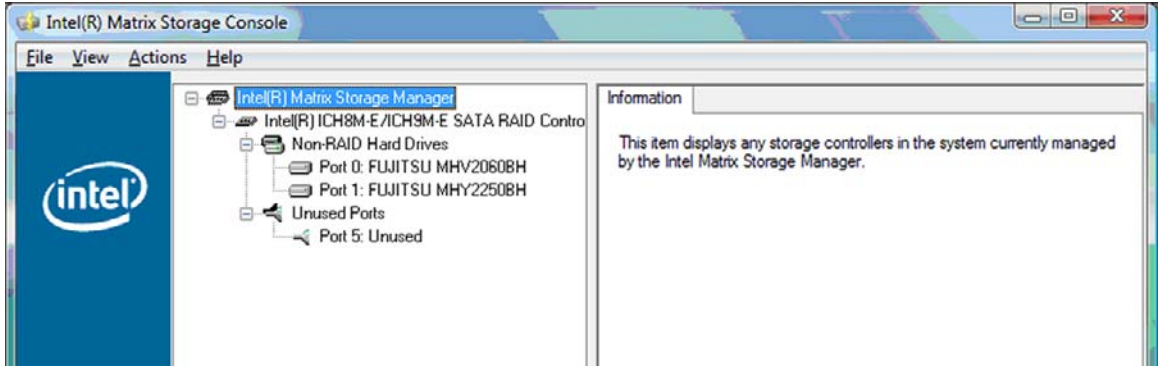 Intel(R) Matrix Storage Console
File View Actions Help
Intel(R) Matrix Storage Manager
Intel(R) ICH8M-E/ICH9M-E SATA RAID Contro
Non-RAID Hard Drives
Port 0: FUJITSU MHV2060BH
Port 1: FUJITSU MHY2250BH
Unused Ports
Port 5: Unused
Information
This item displays any storage controllers in the system currently managed
by the Intel Matrix Storage Manager.
intel